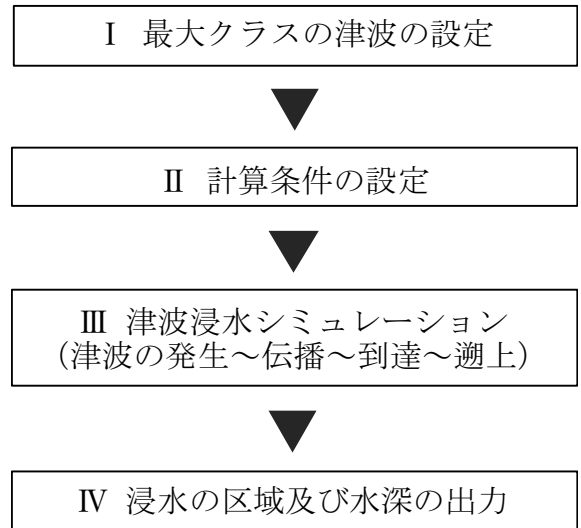 Ⅰ 最大クラスの津波の設定
Ⅱ 計算条件の設定
Ⅲ 津波浸水シミュレーション
(津波の発生～伝播～到達～遡上)
Ⅳ 浸水の区域及び水深の出力